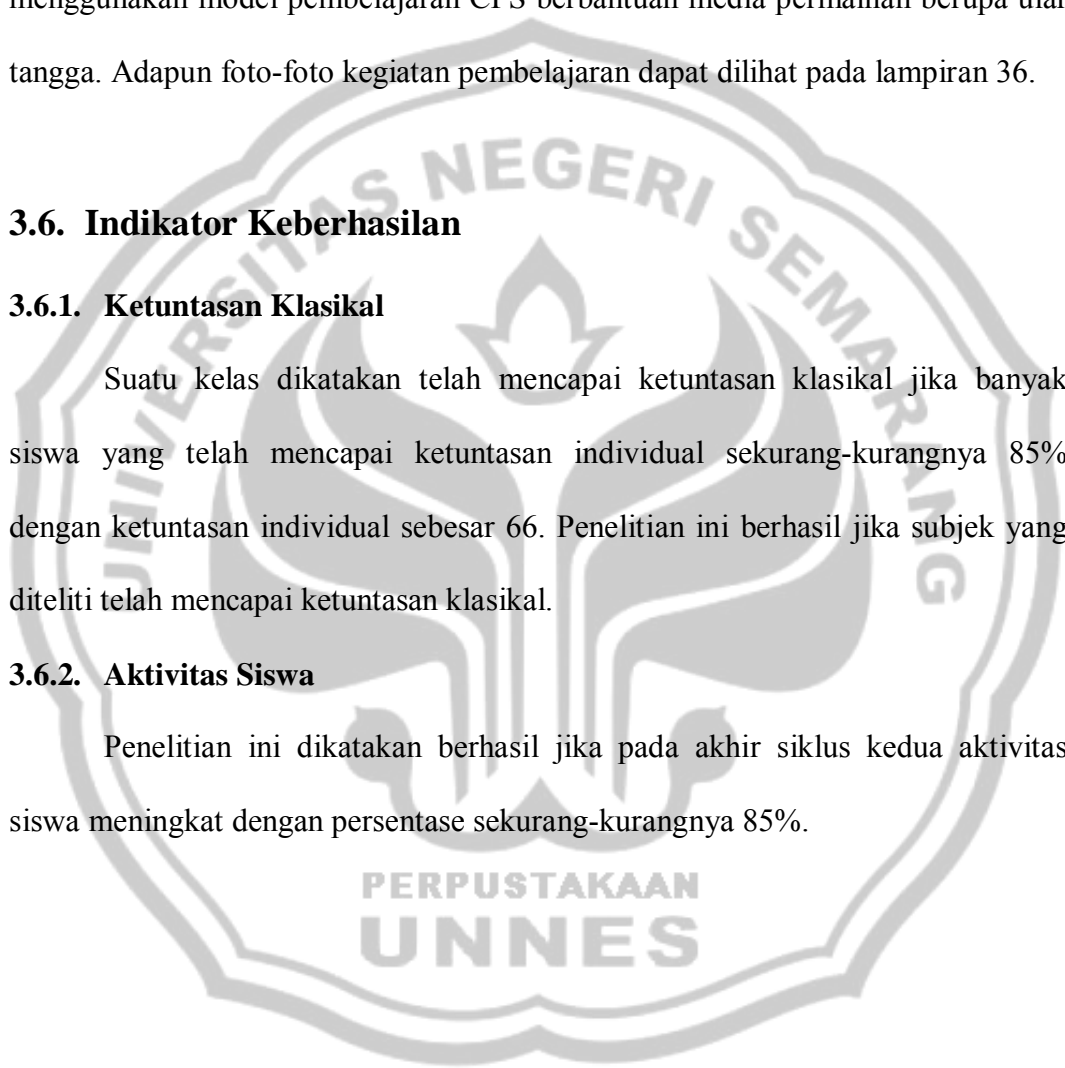 menggunakan model pembelajaran CPS berbantuan media permainan berupa ular
tangga. Adapun foto-foto kegiatan pembelajaran dapat dilihat pada lampiran 36.
UNIVERSITAS NEGERI SEMARANG
3.6. Indikator Keberhasilan
3.6.1. Ketuntasan Klasikal
Suatu kelas dikatakan telah mencapai ketuntasan klasikal jika banyak
siswa yang telah mencapai ketuntasan individual sekurang-kurangnya 85%
dengan ketuntasan individual sebesar 66. Penelitian ini berhasil jika subjek yang
diteliti telah mencapai ketuntasan klasikal.
3.6.2. Aktivitas Siswa
Penelitian ini dikatakan berhasil jika pada akhir siklus kedua aktivitas
siswa meningkat dengan persentase sekurang-kurangnya 85%.
PERPUSTAKAAN
UNNES